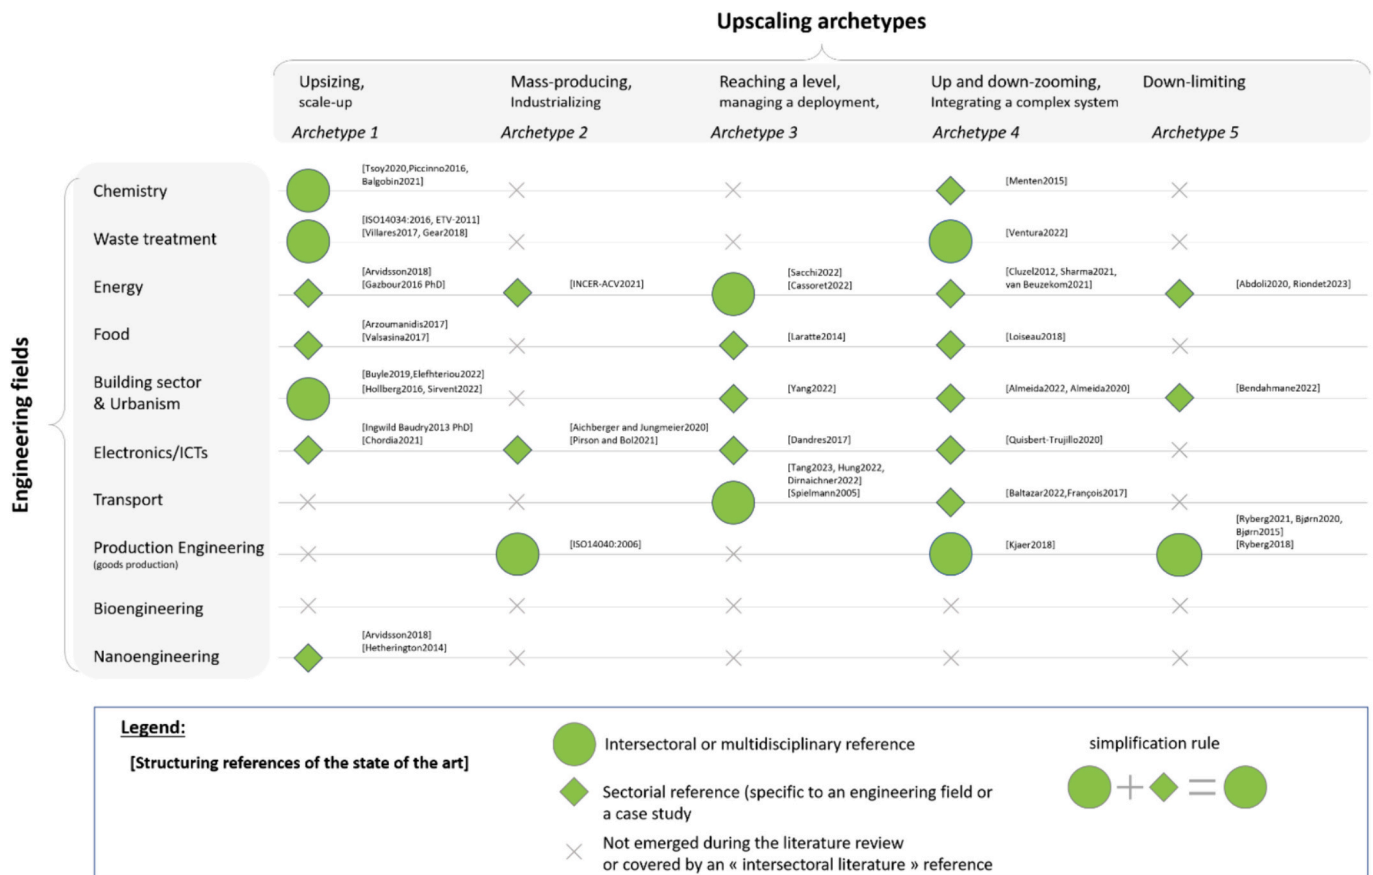 Upscaling archetypes
Upsizing,
scale-up
Archetype 1
Mass-producing,
Industrializing
Archetype 2
Reaching a level,
managing a deployment,
Archetype 3
Up and down-zooming,
Integrating a complex system
Archetype 4
Down-limiting
Archetype 5
Engineering fields
Chemistry
[Tsoy2020,Piccinno2016,
Balgobin2021]
[Menten2015]
Waste treatment
[ISO14034:2016, ETV-2011]
[Villares2017, Gear2018]
[Ventura2022]
Energy
[Arvidsson2018]
[Gazbour2016 PhD]
[INCER-ACV2021]
[Sacchi2022]
[Cassoret2022]
[Cluzel2012, Sharma2021,
van Beuzekom2021]
[Abdoli2020, Riondet2023]
Food
[Arzoumanidis2017]
[Valsasina2017]
[Laratte2014]
[Loiseau2018]
Building sector
& Urbanism
[Buyle2019,Elefhteriou2022]
[Hollberg2016, Sirvent2022]
[Yang2022]
[Almeida2022, Almeida2020]
[Bendahmane2022]
Electronics/ICTs
[Ingwild Baudry2013 PhD]
[Chordia2021]
[Aichberger and Jungmeier2020]
[Pirson and Bol2021]
[Dandres2017]
[Quisbert-Trujillo2020]
Transport
[Tang2023, Hung2022,
Dirnaichner2022]
[Spielmann2005]
[Baltazar2022,François2017]
Production Engineering
(goods production)
[ISO14040:2006]
[Kjaer2018]
[Ryberg2021, Bjørn2020,
Bjørn2015]
[Ryberg2018]
Bioengineering
Nanoengineering
[Arvidsson2018]
[Hetherington2014]
Legend:
[Structuring references of the state of the art]
Intersectoral or multidisciplinary reference
Sectorial reference (specific to an engineering field or
a case study
Not emerged during the literature review
or covered by an « intersectoral literature » reference
simplification rule
+ =